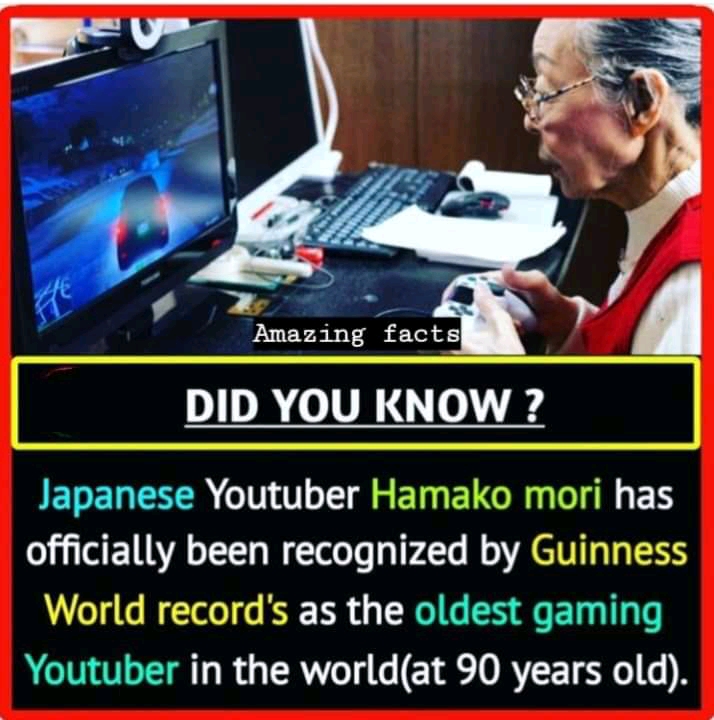 Amazing facts
DID YOU KNOW ?
Japanese Youtuber Hamako mori has
officially been recognized by Guinness
World record's as the oldest gaming
Youtuber in the world(at 90 years old).